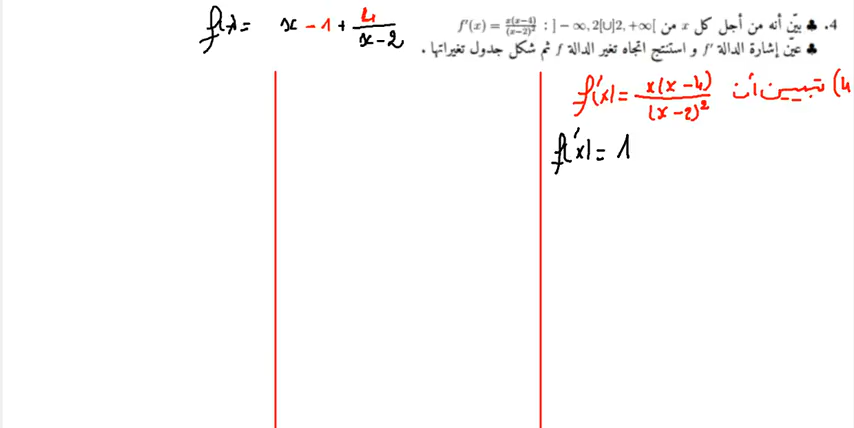 f(x) = x - 1 + 4/(x-2)
4. ♣ بيّن أنه من أجل كل x من ]-∞, 2[∪]2, +∞[ : f'(x) = x(x-4)/(x-2)²
♣ عيّن إشارة الدالة f' و استنتج اتجاه تغير الدالة f ثم شكل جدول تغيراتها .
4) تبيين أن f'(x) = x(x-4)/(x-2)²
f'(x) = 1